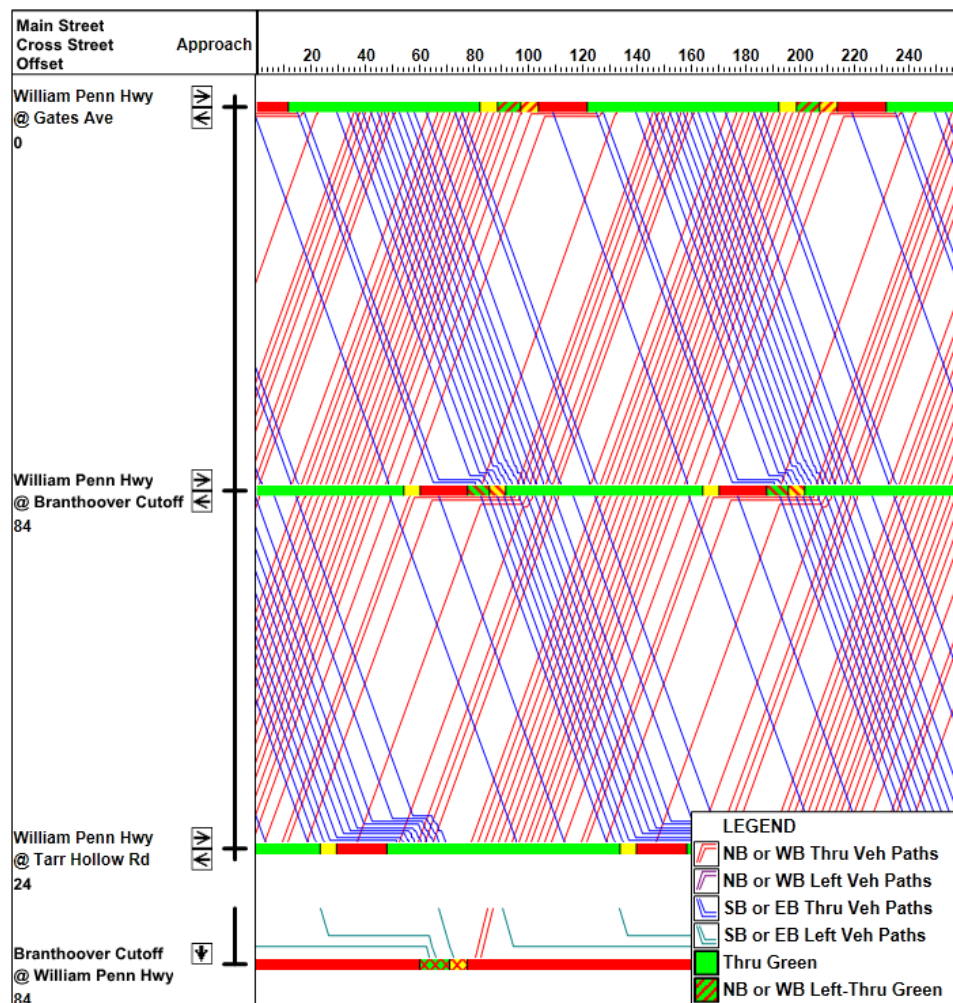 Main Street
Cross Street Approach
Offset
20 40 60 80 100 120 140 160 180 200 220 240
William Penn Hwy
@ Gates Ave
0
William Penn Hwy
@ Branthoover Cutoff
84
William Penn Hwy
@ Tarr Hollow Rd
24
Branthoover Cutoff
@ William Penn Hwy
84
LEGEND
NB or WB Thru Veh Paths
NB or WB Left Veh Paths
SB or EB Thru Veh Paths
SB or EB Left Veh Paths
Thru Green
NB or WB Left-Thru Green